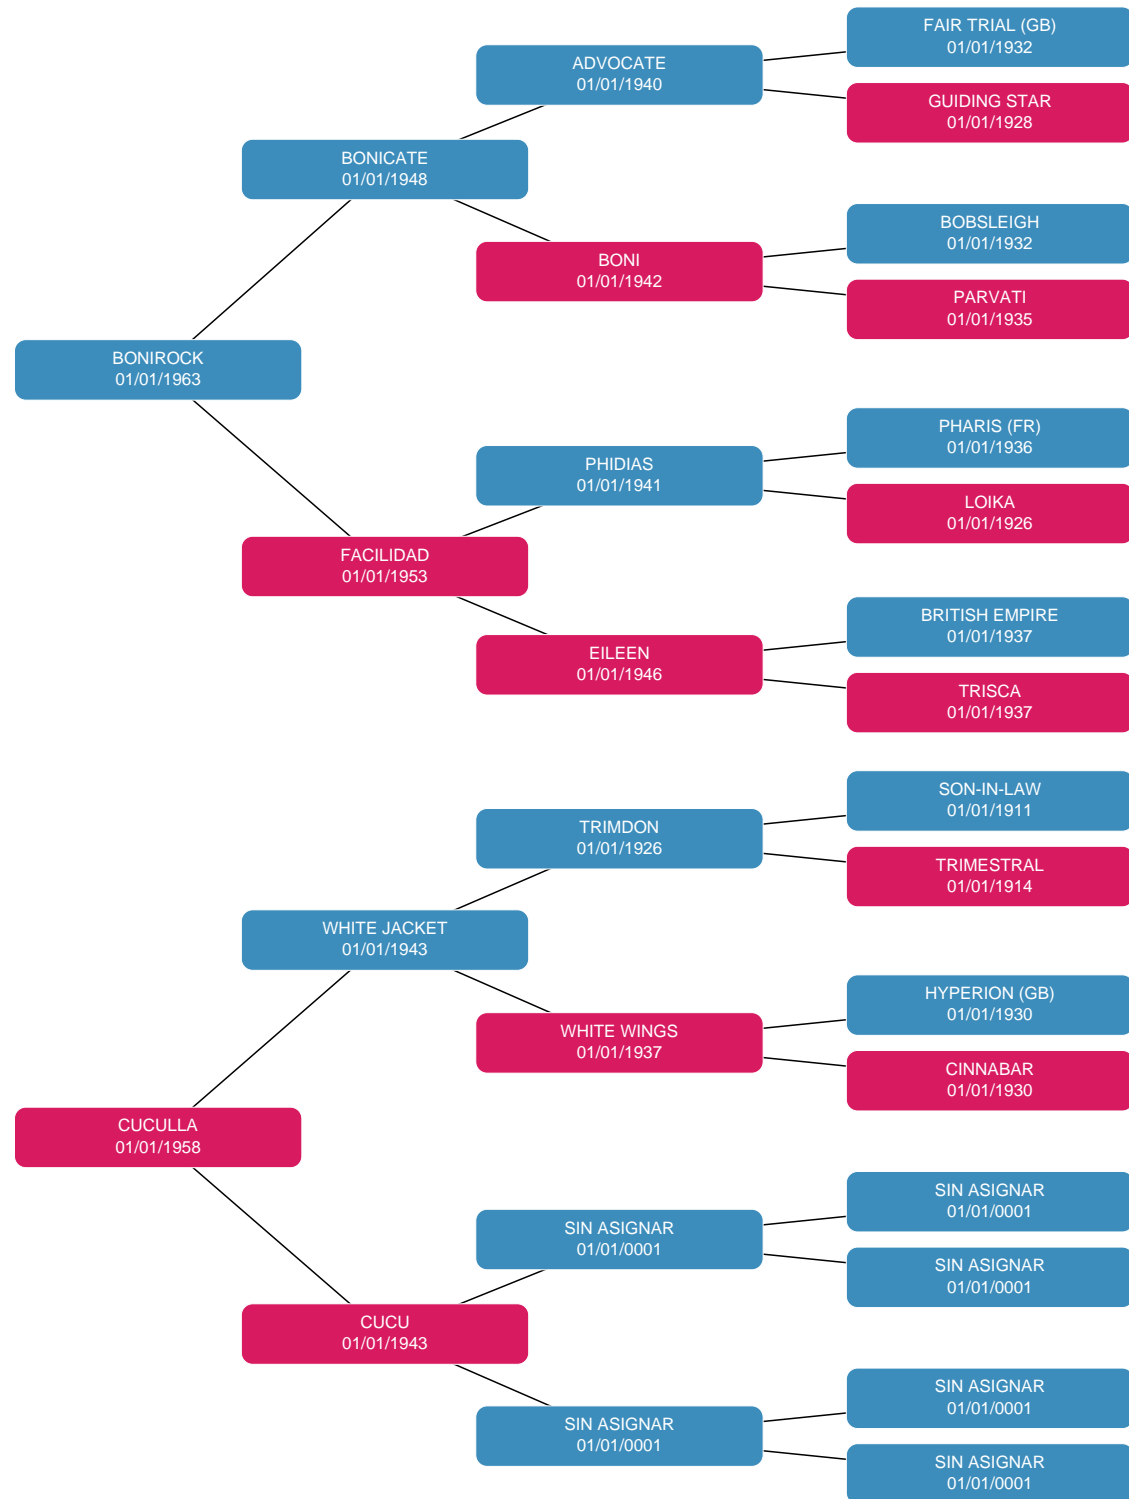 FAIR TRIAL (GB)
01/01/1932
ADVOCATE
01/01/1940
GUIDING STAR
01/01/1928
BONICATE
01/01/1948
BOBSLEIGH
01/01/1932
BONI
01/01/1942
PARVATI
01/01/1935
BONIROCK
01/01/1963
PHARIS (FR)
01/01/1936
PHIDIAS
01/01/1941
LOIKA
01/01/1926
FACILIDAD
01/01/1953
BRITISH EMPIRE
01/01/1937
EILEEN
01/01/1946
TRISCA
01/01/1937
SON-IN-LAW
01/01/1911
TRIMDON
01/01/1926
TRIMESTRAL
01/01/1914
WHITE JACKET
01/01/1943
HYPERION (GB)
01/01/1930
WHITE WINGS
01/01/1937
CINNABAR
01/01/1930
CUCULLA
01/01/1958
SIN ASIGNAR
01/01/0001
SIN ASIGNAR
01/01/0001
SIN ASIGNAR
01/01/0001
CUCU
01/01/1943
SIN ASIGNAR
01/01/0001
SIN ASIGNAR
01/01/0001
SIN ASIGNAR
01/01/0001